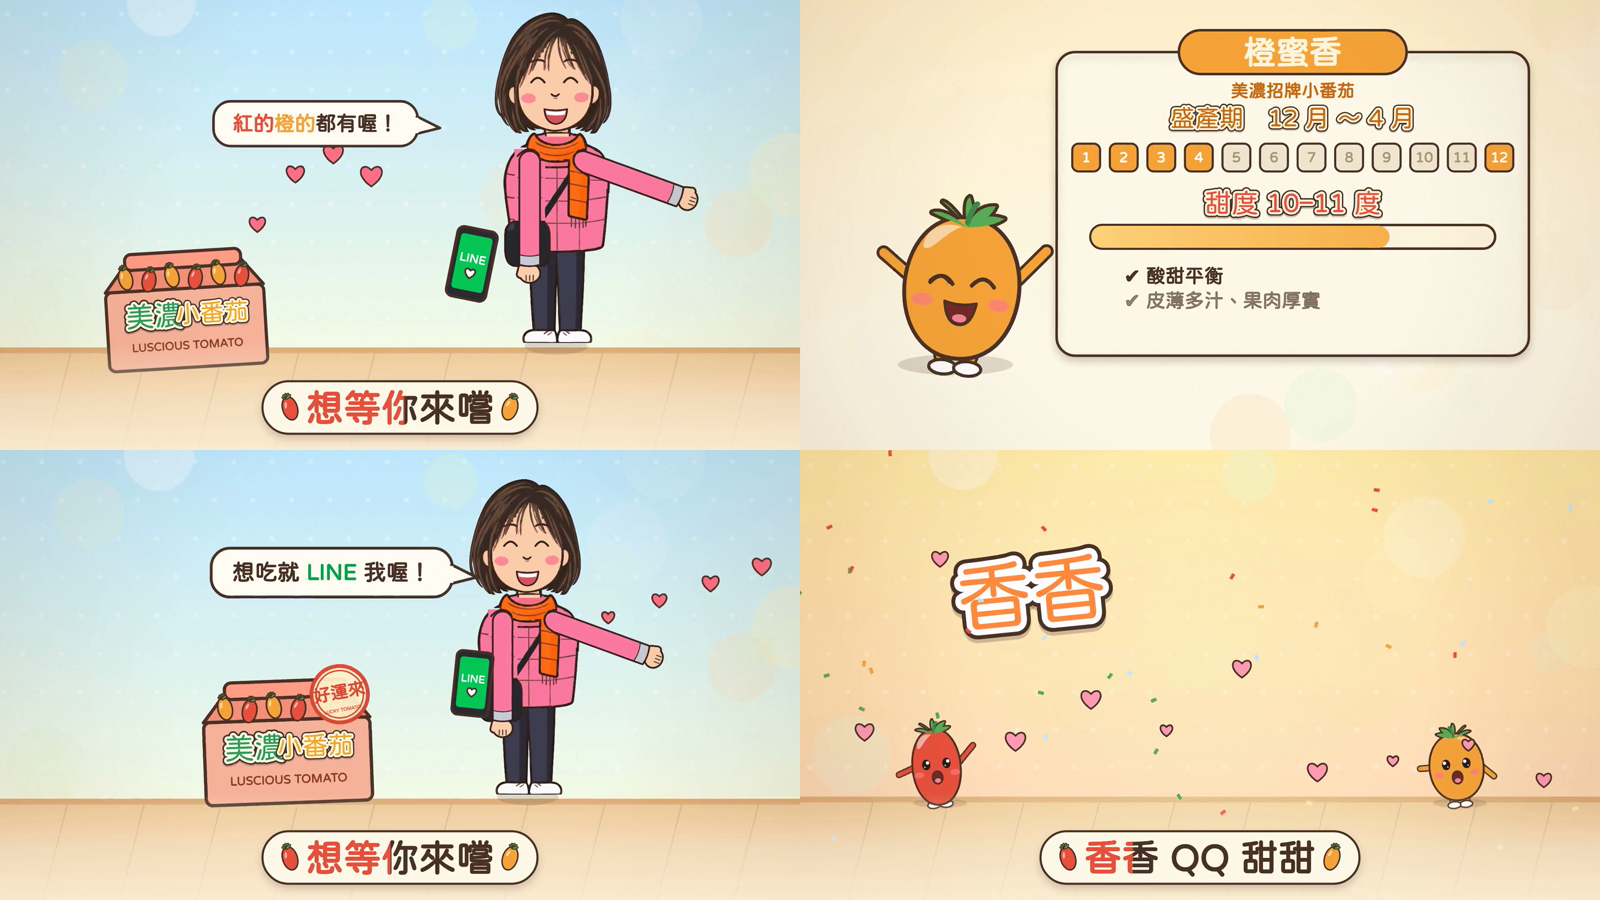 紅的橙的都有喔！
LINE
美濃小番茄
LUSCIOUS TOMATO
想等你來嚐
橙蜜香
美濃招牌小番茄
盛產期 12月～4月
1 2 3 4 5 6 7 8 9 10 11 12
甜度 10-11 度
✔ 酸甜平衡
✔ 皮薄多汁、果肉厚實
想吃就 LINE 我喔！
LINE
好運來
美濃小番茄
LUSCIOUS TOMATO
想等你來嚐
香香
香香 QQ 甜甜